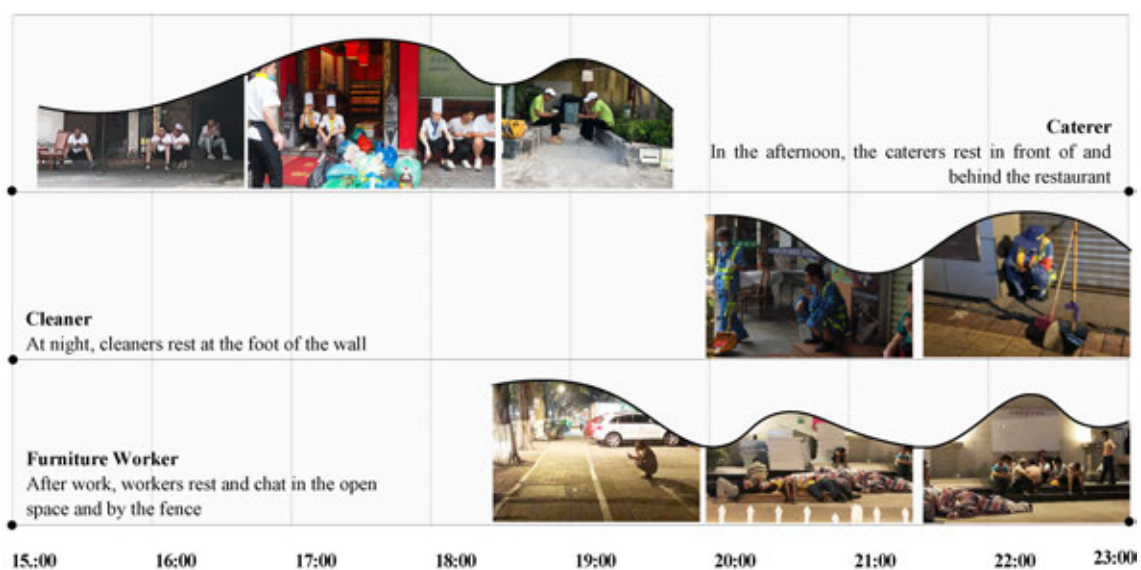 Caterer
In the afternoon, the caterers rest in front of and
behind the restaurant
Cleaner
At night, cleaners rest at the foot of the wall
Furniture Worker
After work, workers rest and chat in the open
space and by the fence
15.:00 16:00 17:00 18:00 19:00 20:00 21:00 22:00 23:00